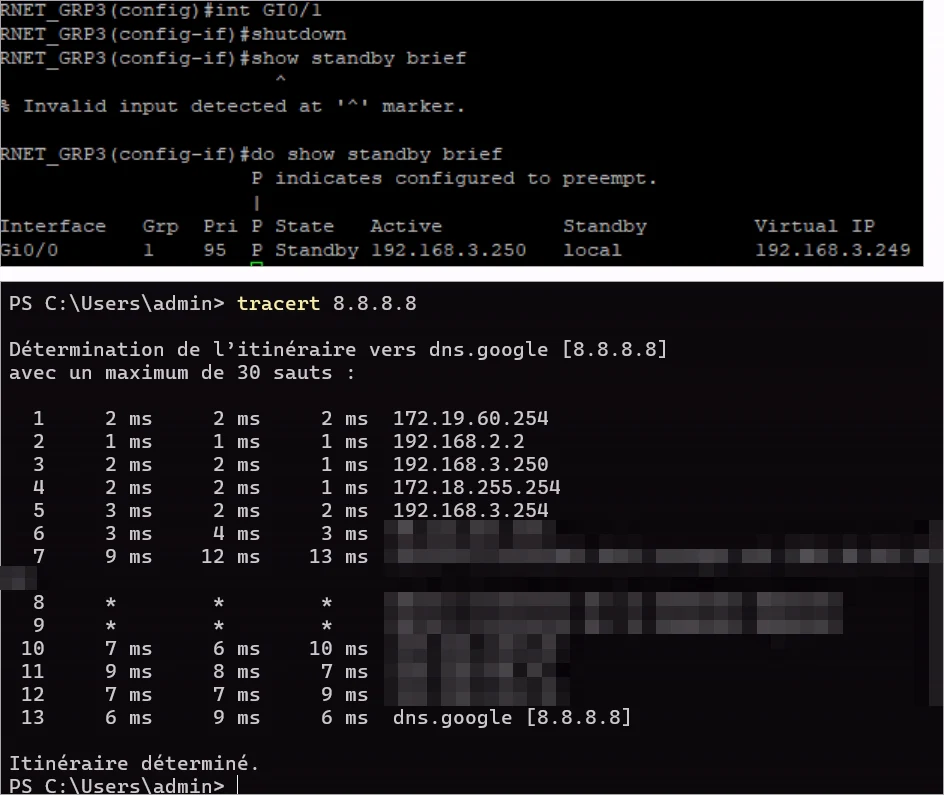 RNET_GRP3(config)#int GI0/1
RNET_GRP3(config-if)#shutdown
RNET_GRP3(config-if)#show standby brief
^
% Invalid input detected at '^' marker.
RNET_GRP3(config-if)#do show standby brief
P indicates configured to preempt.
|
Interface Grp Pri P State Active Standby Virtual IP
Gi0/0 1 95 P Standby 192.168.3.250 local 192.168.3.249
PS C:\Users\admin> tracert 8.8.8.8
Détermination de l’itinéraire vers dns.google [8.8.8.8]
avec un maximum de 30 sauts :
1 2 ms 2 ms 2 ms 172.19.60.254
2 1 ms 1 ms 1 ms 192.168.2.2
3 2 ms 2 ms 1 ms 192.168.3.250
4 2 ms 2 ms 1 ms 172.18.255.254
5 3 ms 2 ms 2 ms 192.168.3.254
6 3 ms 4 ms 3 ms
7 9 ms 12 ms 13 ms
8 * * *
9 * * *
10 7 ms 6 ms 10 ms
11 9 ms 8 ms 7 ms
12 7 ms 7 ms 9 ms
13 6 ms 9 ms 6 ms dns.google [8.8.8.8]
Itinéraire déterminé.
PS C:\Users\admin>